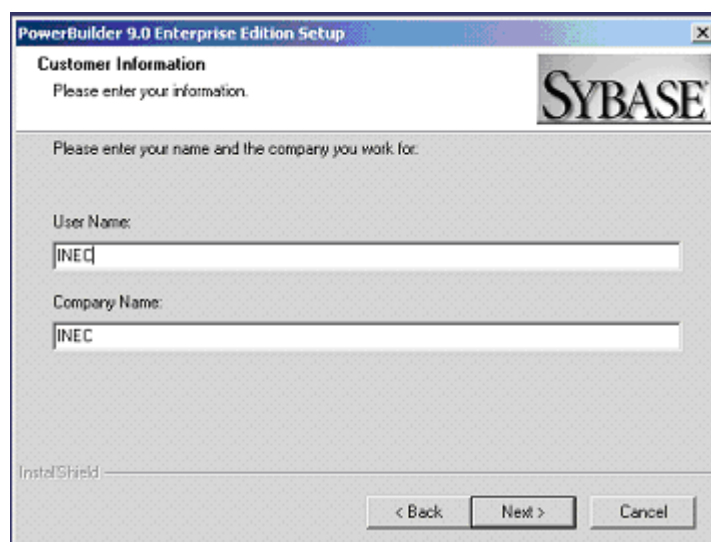 PowerBuilder 9.0 Enterprise Edition Setup
Customer Information
Please enter your information.
SYBASE
Please enter your name and the company you work for.
User Name:
INEC
Company Name:
INEC
InstallShield
< Back
Next >
Cancel